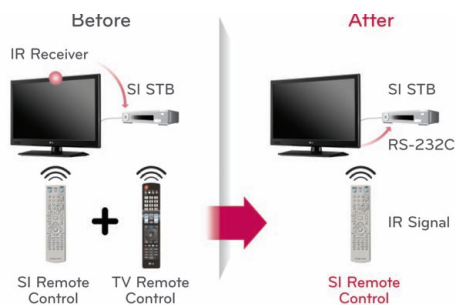 Before
IR Receiver
SI STB
SI Remote
Control
TV Remote
Control
After
SI STB
RS-232C
IR Signal
SI Remote
Control